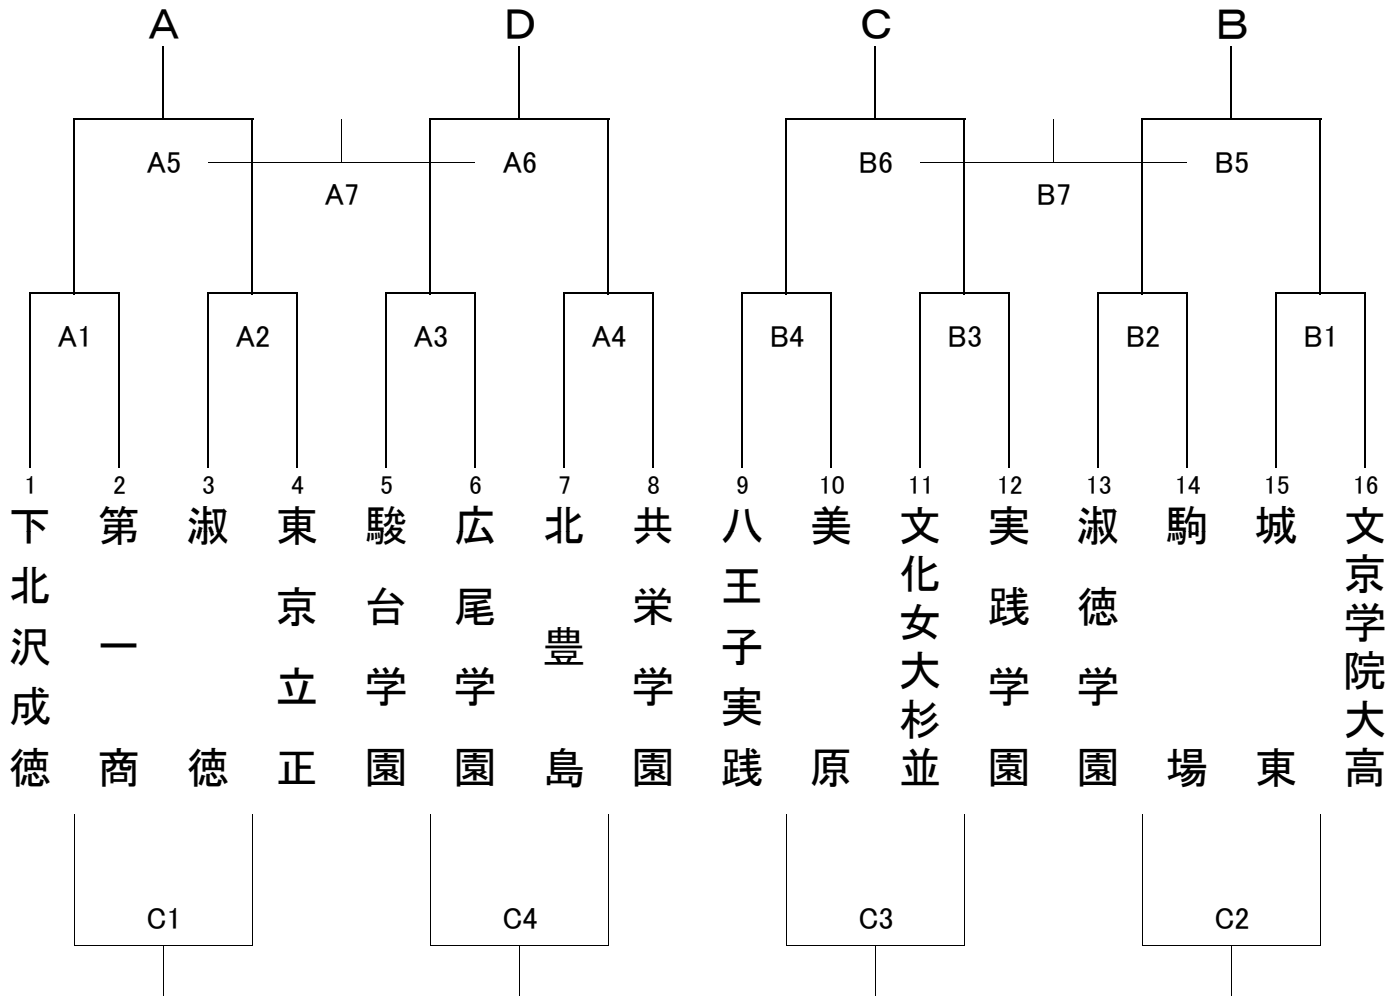 A D C B
A5 A6 B6 B5
A7 B7
A1 A2 A3 A4 B4 B3 B2 B1
1 2 3 4 5 6 7 8 9 10 11 12 13 14 15 16
下北沢成徳
第一商
淑徳
東京立正
駿台学園
広尾学園
北豊島
共栄学園
八王子実践
美原
文化女大杉並
実践学園
淑徳学園
駒場
城東
文京学院大高
C1 C4 C3 C2